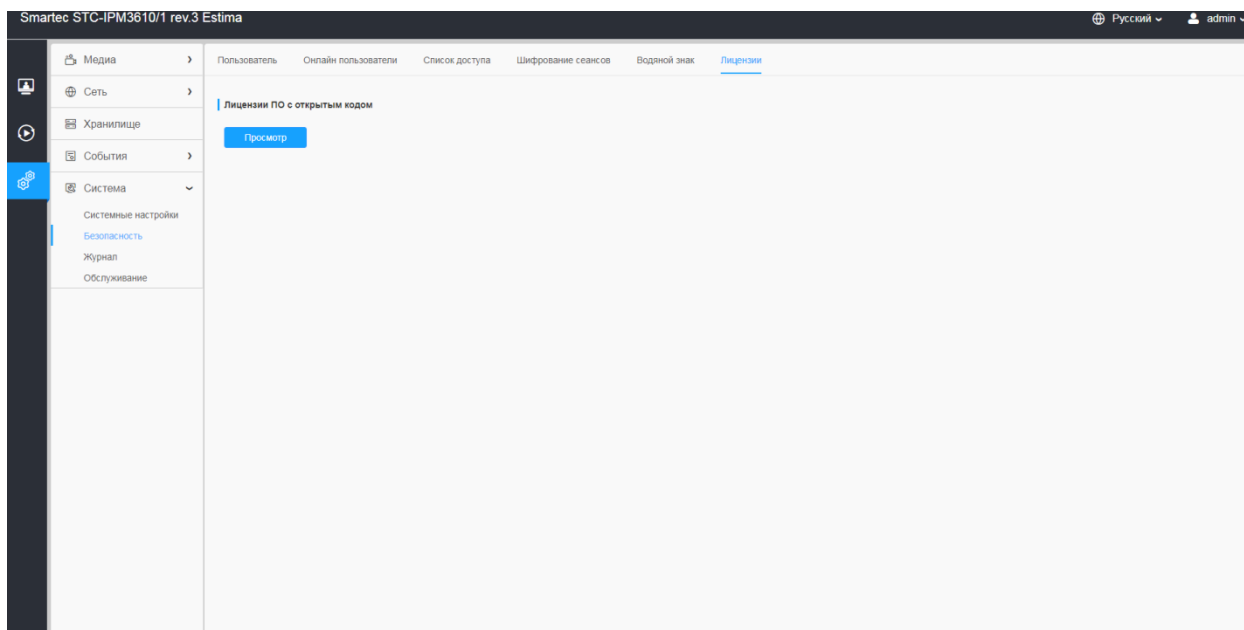 Smartec STC-IPM3610/1 rev.3 Estima
Русский
admin
Медиа
Сеть
Хранилище
События
Система
Системные настройки
Безопасность
Журнал
Обслуживание
Пользователь Онлайн пользователи Список доступа Шифрование сеансов Водяной знак Лицензии
Лицензии ПО с открытым кодом
Просмотр